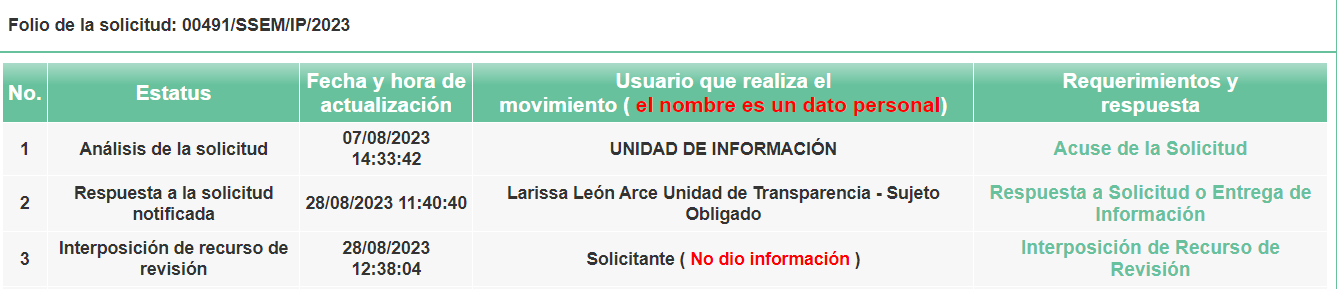 Folio de la solicitud: 00491/SSEM/IP/2023
No.
Estatus
Fecha y hora de
actualización
Usuario que realiza el
movimiento ( el nombre es un dato personal)
Requerimientos y
respuesta
1
Análisis de la solicitud
07/08/2023
14:33:42
UNIDAD DE INFORMACIÓN
Acuse de la Solicitud
2
Respuesta a la solicitud
notificada
28/08/2023 11:40:40
Larissa León Arce Unidad de Transparencia - Sujeto
Obligado
Respuesta a Solicitud o Entrega de
Información
3
Interposición de recurso de
revisión
28/08/2023
12:38:04
Solicitante ( No dio información )
Interposición de Recurso de
Revisión